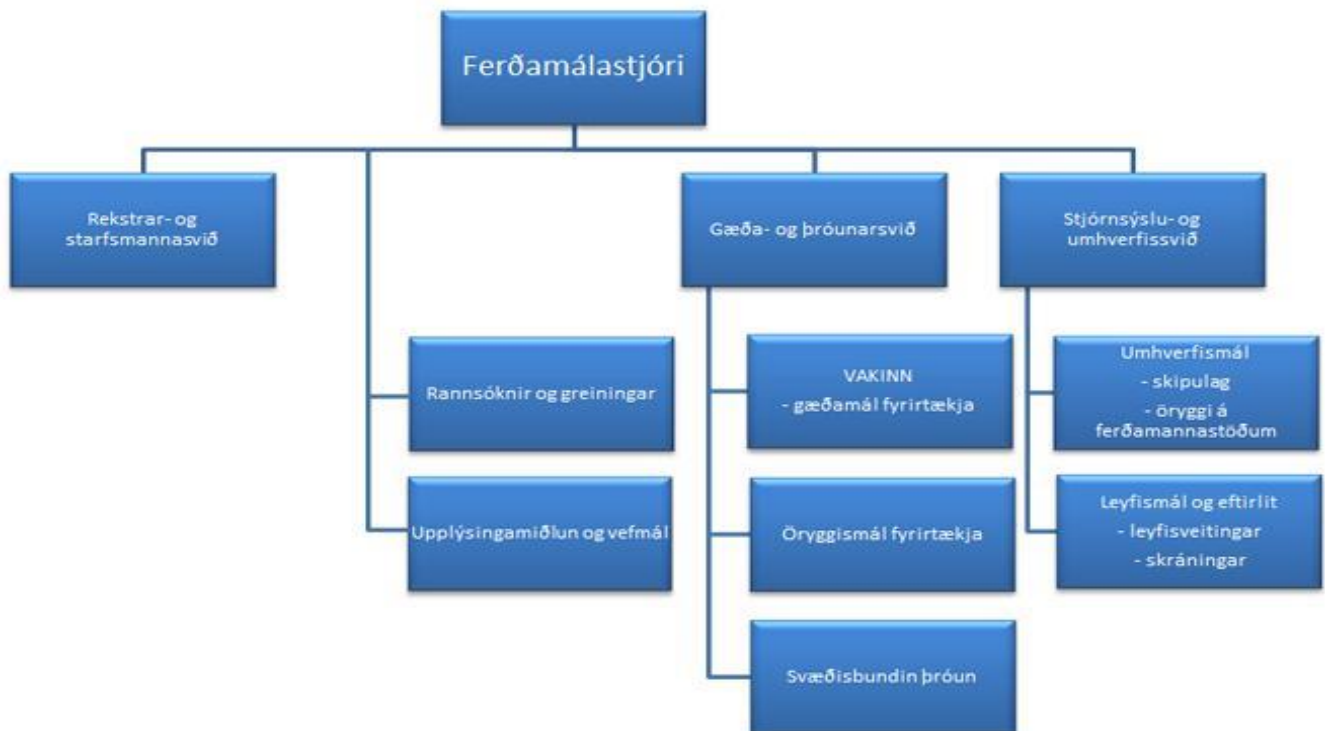 Ferðamálastjóri
Rekstrar- og
starfsmannasvið
Gæða- og þróunarsvið
Stjórnsýslu- og
umhverfissvið
Rannsóknir og greiningar
VAKINN
- gæðamál fyrirtækja
Umhverfismál
- skipulag
- öryggi á
ferðamannastöðum
Upplýsingamiðlun og vefmál
Öryggismál fyrirtækja
Leyfismál og eftirlit
- leyfisveitingar
- skráningar
Svæðisbundin þróun